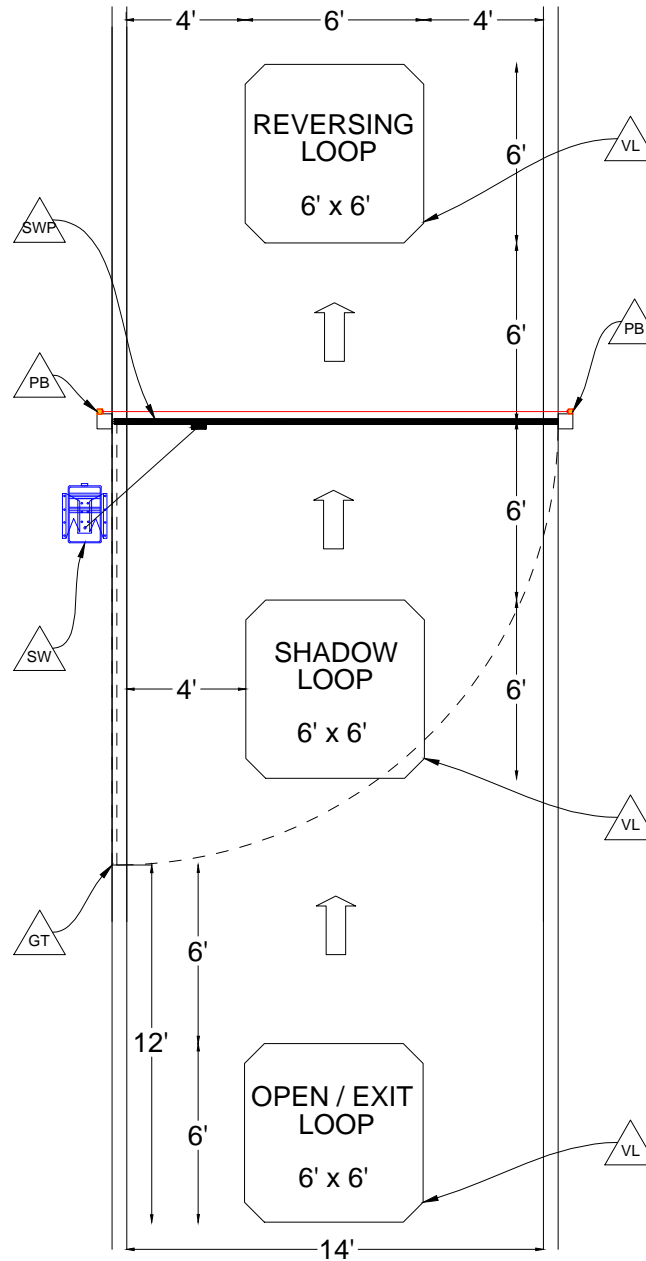 4'
6'
4'
REVERSING
LOOP
6' x 6'
6'
VL
SWP
6'
PB
PB
6'
SW
SHADOW
LOOP
6' x 6'
4'
6'
VL
GT
6'
12'
OPEN / EXIT
LOOP
6' x 6'
6'
VL
14'